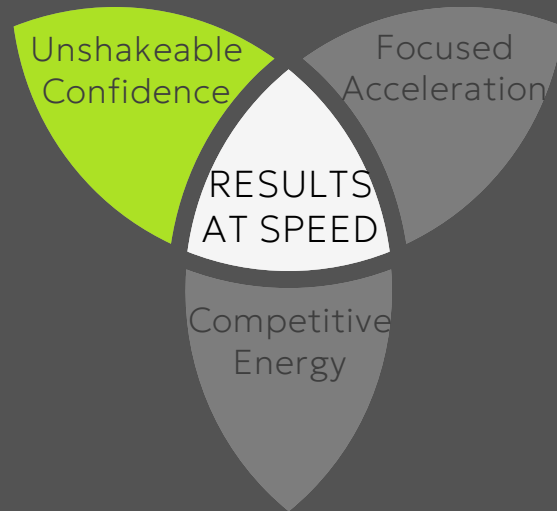 Unshakeable
Confidence
Focused
Acceleration
RESULTS
AT SPEED
Competitive
Energy